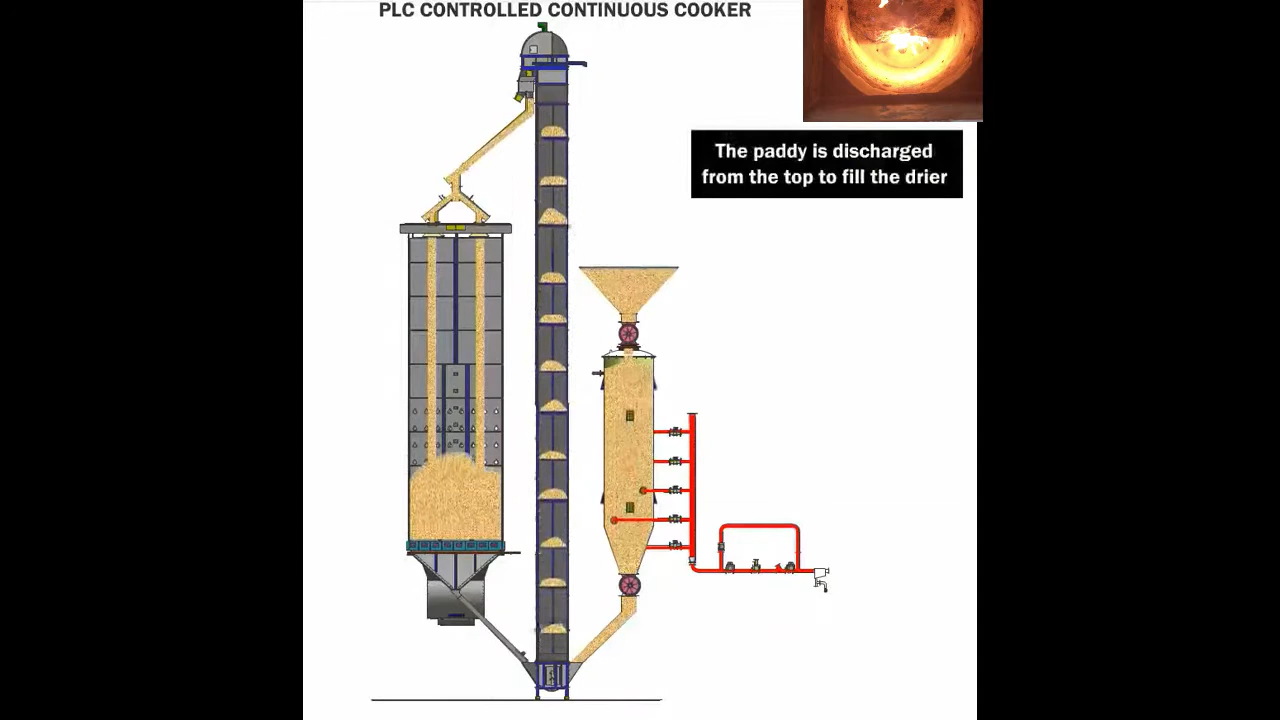 PLC CONTROLLED CONTINUOUS COOKER
The paddy is discharged
from the top to fill the drier